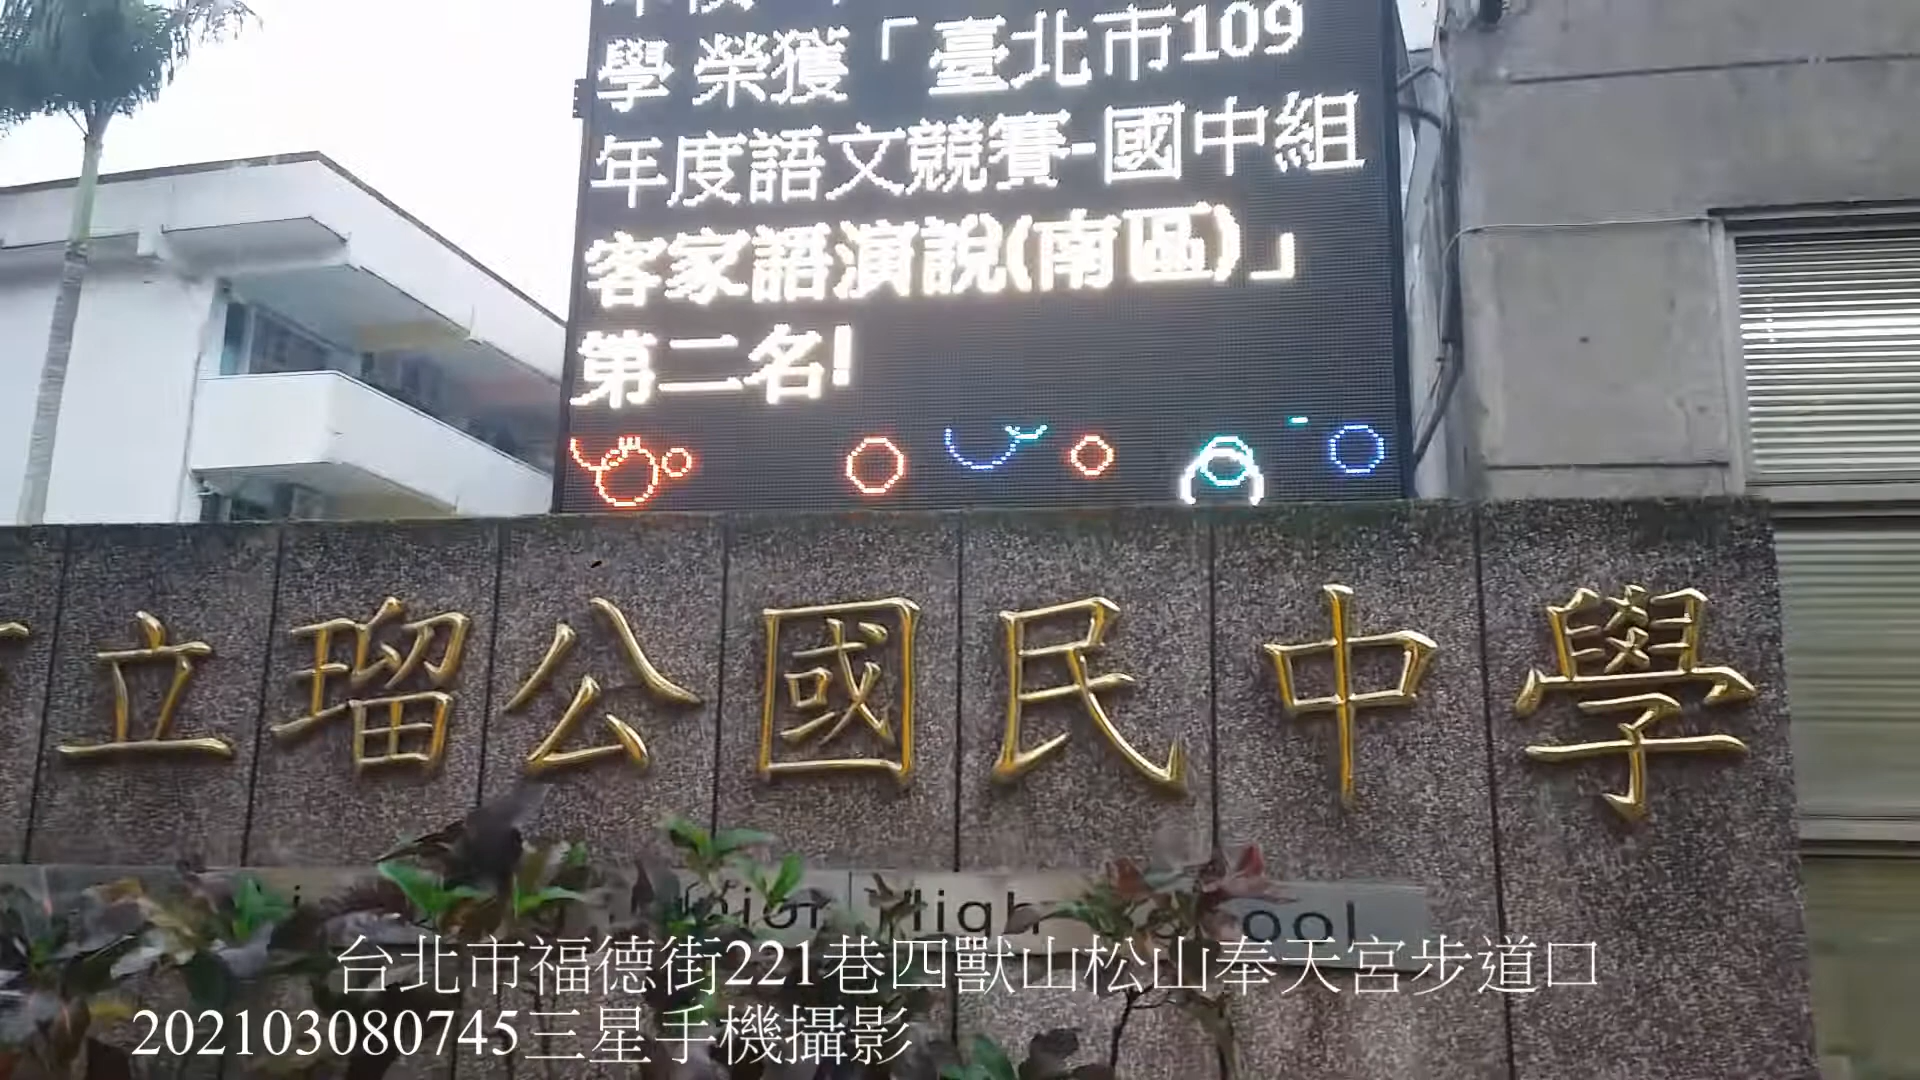 學 榮獲「臺北市109
年度語文競賽-國中組
客家語演說(南區)」
第二名!
立瑠公國民中學
Junior High School
台北市福德街221巷四獸山松山奉天宮步道口
202103080745三星手機攝影